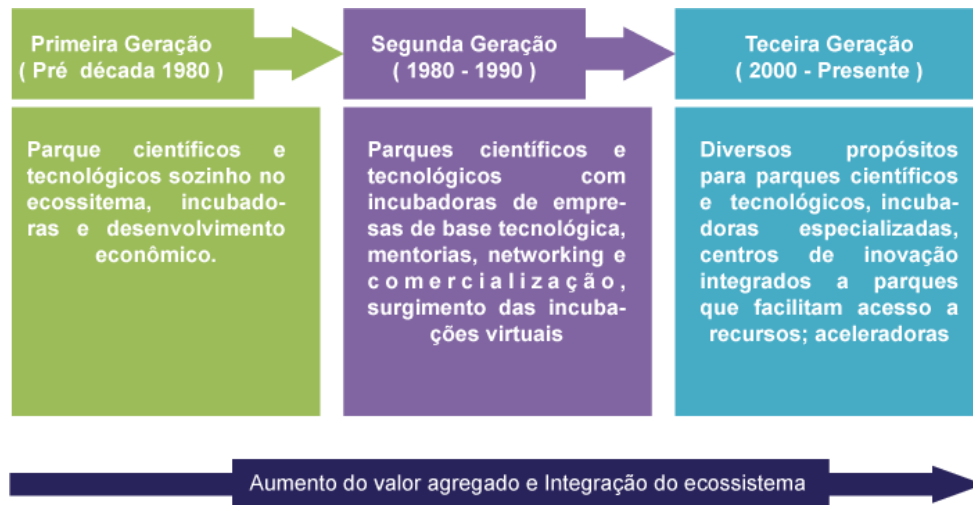 Primeira Geração
( Pré década 1980 )
Segunda Geração
( 1980 - 1990 )
Teceira Geração
( 2000 - Presente )
Parque científicos e
tecnológicos sozinho no
ecossitema, incubado-
ras e desenvolvimento
econômico.
Parques científicos e
tecnológicos com
incubadoras de empre-
sas de base tecnológica,
mentorias, networking e
comercialização,
surgimento das incuba-
ções virtuais
Diversos propósitos
para parques científicos
e tecnológicos, incuba-
doras especializadas,
centros de inovação
integrados a parques
que facilitam acesso a
recursos; aceleradoras
Aumento do valor agregado e Integração do ecossistema